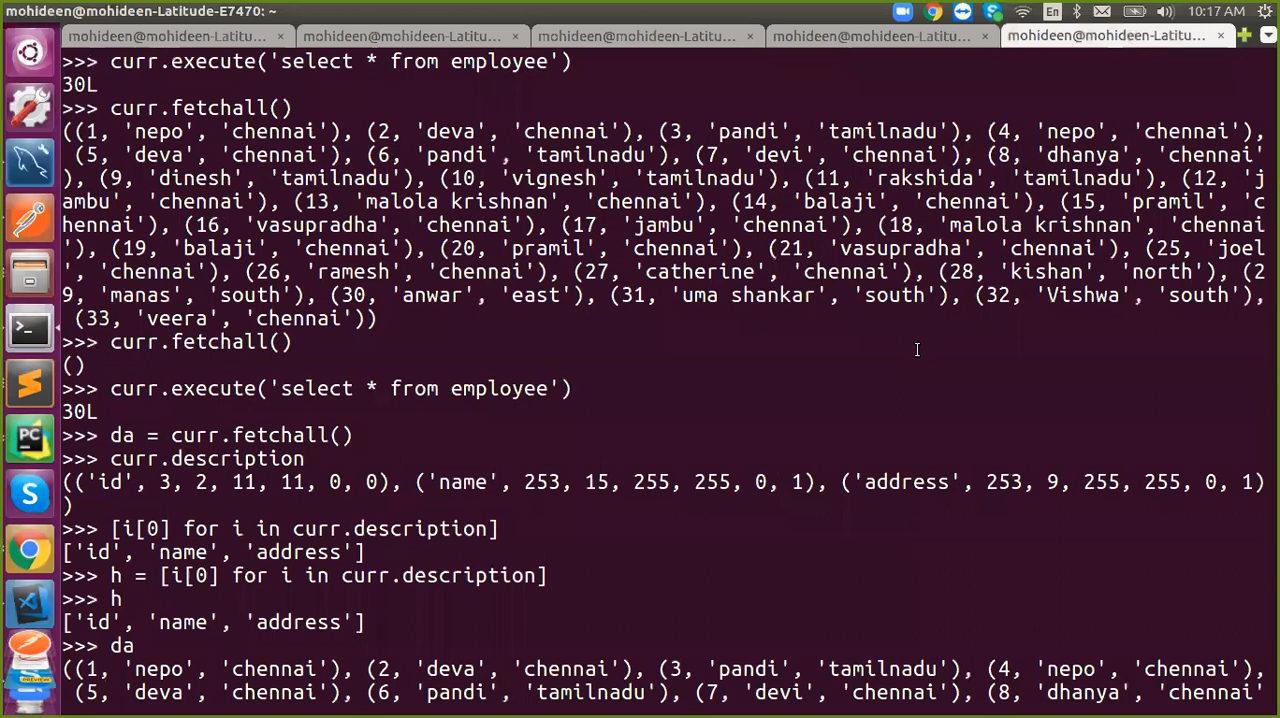 mohideen@mohideen-Latitude-E7470: ~
En
10:17 AM
mohideen@mohideen-Latitu... × mohideen@mohideen-Latitu... × mohideen@mohideen-Latitu... × mohideen@mohideen-Latitu... × mohideen@mohideen-Latitu... ×
>>> curr.execute('select * from employee')
30L
>>> curr.fetchall()
((1, 'nepo', 'chennai'), (2, 'deva', 'chennai'), (3, 'pandi', 'tamilnadu'), (4, 'nepo', 'chennai'),
 (5, 'deva', 'chennai'), (6, 'pandi', 'tamilnadu'), (7, 'devi', 'chennai'), (8, 'dhanya', 'chennai'
), (9, 'dinesh', 'tamilnadu'), (10, 'vignesh', 'tamilnadu'), (11, 'rakshida', 'tamilnadu'), (12, 'j
ambu', 'chennai'), (13, 'malola krishnan', 'chennai'), (14, 'balaji', 'chennai'), (15, 'pramil', 'c
hennai'), (16, 'vasupradha', 'chennai'), (17, 'jambu', 'chennai'), (18, 'malola krishnan', 'chennai
'), (19, 'balaji', 'chennai'), (20, 'pramil', 'chennai'), (21, 'vasupradha', 'chennai'), (25, 'joel
', 'chennai'), (26, 'ramesh', 'chennai'), (27, 'catherine', 'chennai'), (28, 'kishan', 'north'), (2
9, 'manas', 'south'), (30, 'anwar', 'east'), (31, 'uma shankar', 'south'), (32, 'Vishwa', 'south'),
 (33, 'veera', 'chennai'))
>>> curr.fetchall()
()
>>> curr.execute('select * from employee')
30L
>>> da = curr.fetchall()
>>> curr.description
(('id', 3, 2, 11, 11, 0, 0), ('name', 253, 15, 255, 255, 0, 1), ('address', 253, 9, 255, 255, 0, 1)
)
>>> [i[0] for i in curr.description]
['id', 'name', 'address']
>>> h = [i[0] for i in curr.description]
>>> h
['id', 'name', 'address']
>>> da
((1, 'nepo', 'chennai'), (2, 'deva', 'chennai'), (3, 'pandi', 'tamilnadu'), (4, 'nepo', 'chennai'),
 (5, 'deva', 'chennai'), (6, 'pandi', 'tamilnadu'), (7, 'devi', 'chennai'), (8, 'dhanya', 'chennai'
PC